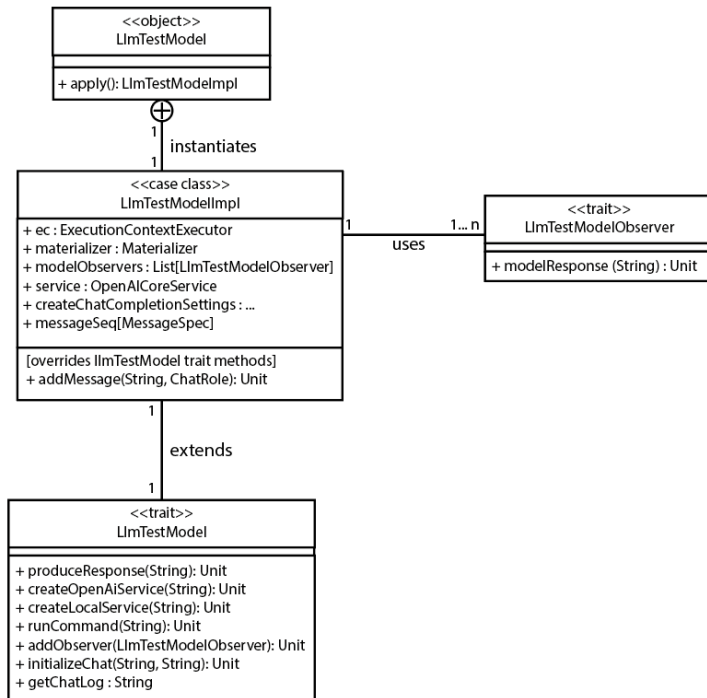 <<object>>
LlmTestModel
+ apply(): LlmTestModeImpl
1
instantiates
1
<<case class>>
LlmTestModelImpl
+ ec : ExecutionContextExecutor
+ materializer : Materializer
+ modelObservers : List[LlmTestModelObserver]
+ service : OpenAICoreService
+ createChatCompletionSettings : ...
+ messageSeq[MessageSpec]
[overrides llmTestModel trait methods]
+ addMessage(String, ChatRole): Unit
1
uses
1... n
<<trait>>
LlmTestModelObserver
+ modelResponse (String) : Unit
1
extends
1
<<trait>>
LlmTestModel
+ produceResponse(String): Unit
+ createOpenAiService(String): Unit
+ createLocalService(String): Unit
+ runCommand(String): Unit
+ addObserver(LlmTestModelObserver): Unit
+ initializeChat(String, String): Unit
+ getChatLog : String